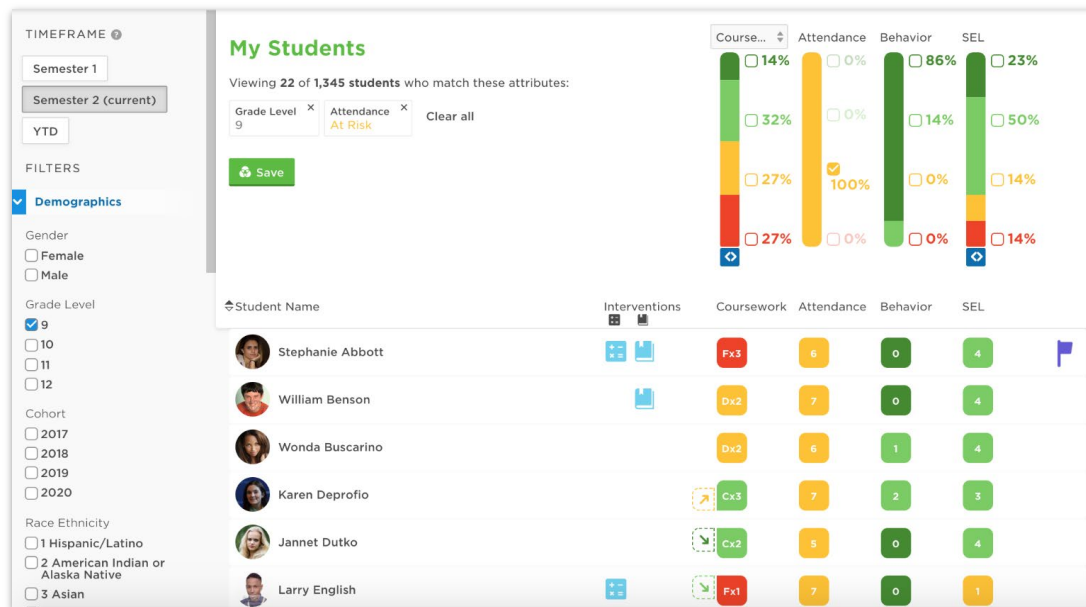 TIMEFRAME ?
Semester 1
Semester 2 (current)
YTD
FILTERS
Demographics
Gender
Female
Male
Grade Level
9
10
11
12
Cohort
2017
2018
2019
2020
Race Ethnicity
1 Hispanic/Latino
2 American Indian or
Alaska Native
3 Asian
My Students
Viewing 22 of 1,345 students who match these attributes:
Grade Level ×
9
Attendance ×
At Risk
Clear all
Save
Course... Attendance Behavior SEL
14% 0% 86% 23%
32% 0% 14% 50%
27% 100% 0% 14%
27% 0% 0% 14%
Student Name Interventions Coursework Attendance Behavior SEL
Stephanie Abbott Fx3 6 0 4
William Benson Dx2 7 0 4
Wonda Buscarino Dx2 6 1 4
Karen Deprofio Cx3 7 2 3
Jannet Dutko Cx2 5 0 4
Larry English Fx1 7 0 1